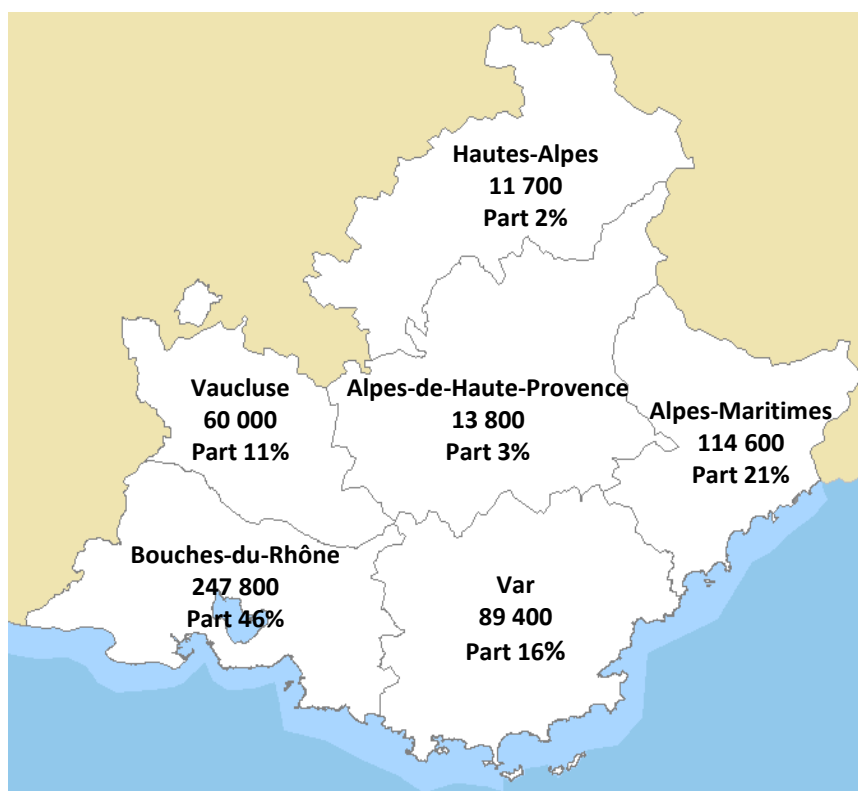 Hautes-Alpes
11 700
Part 2%
Vaucluse
60 000
Part 11%
Alpes-de-Haute-Provence
13 800
Part 3%
Alpes-Maritimes
114 600
Part 21%
Bouches-du-Rhône
247 800
Part 46%
Var
89 400
Part 16%